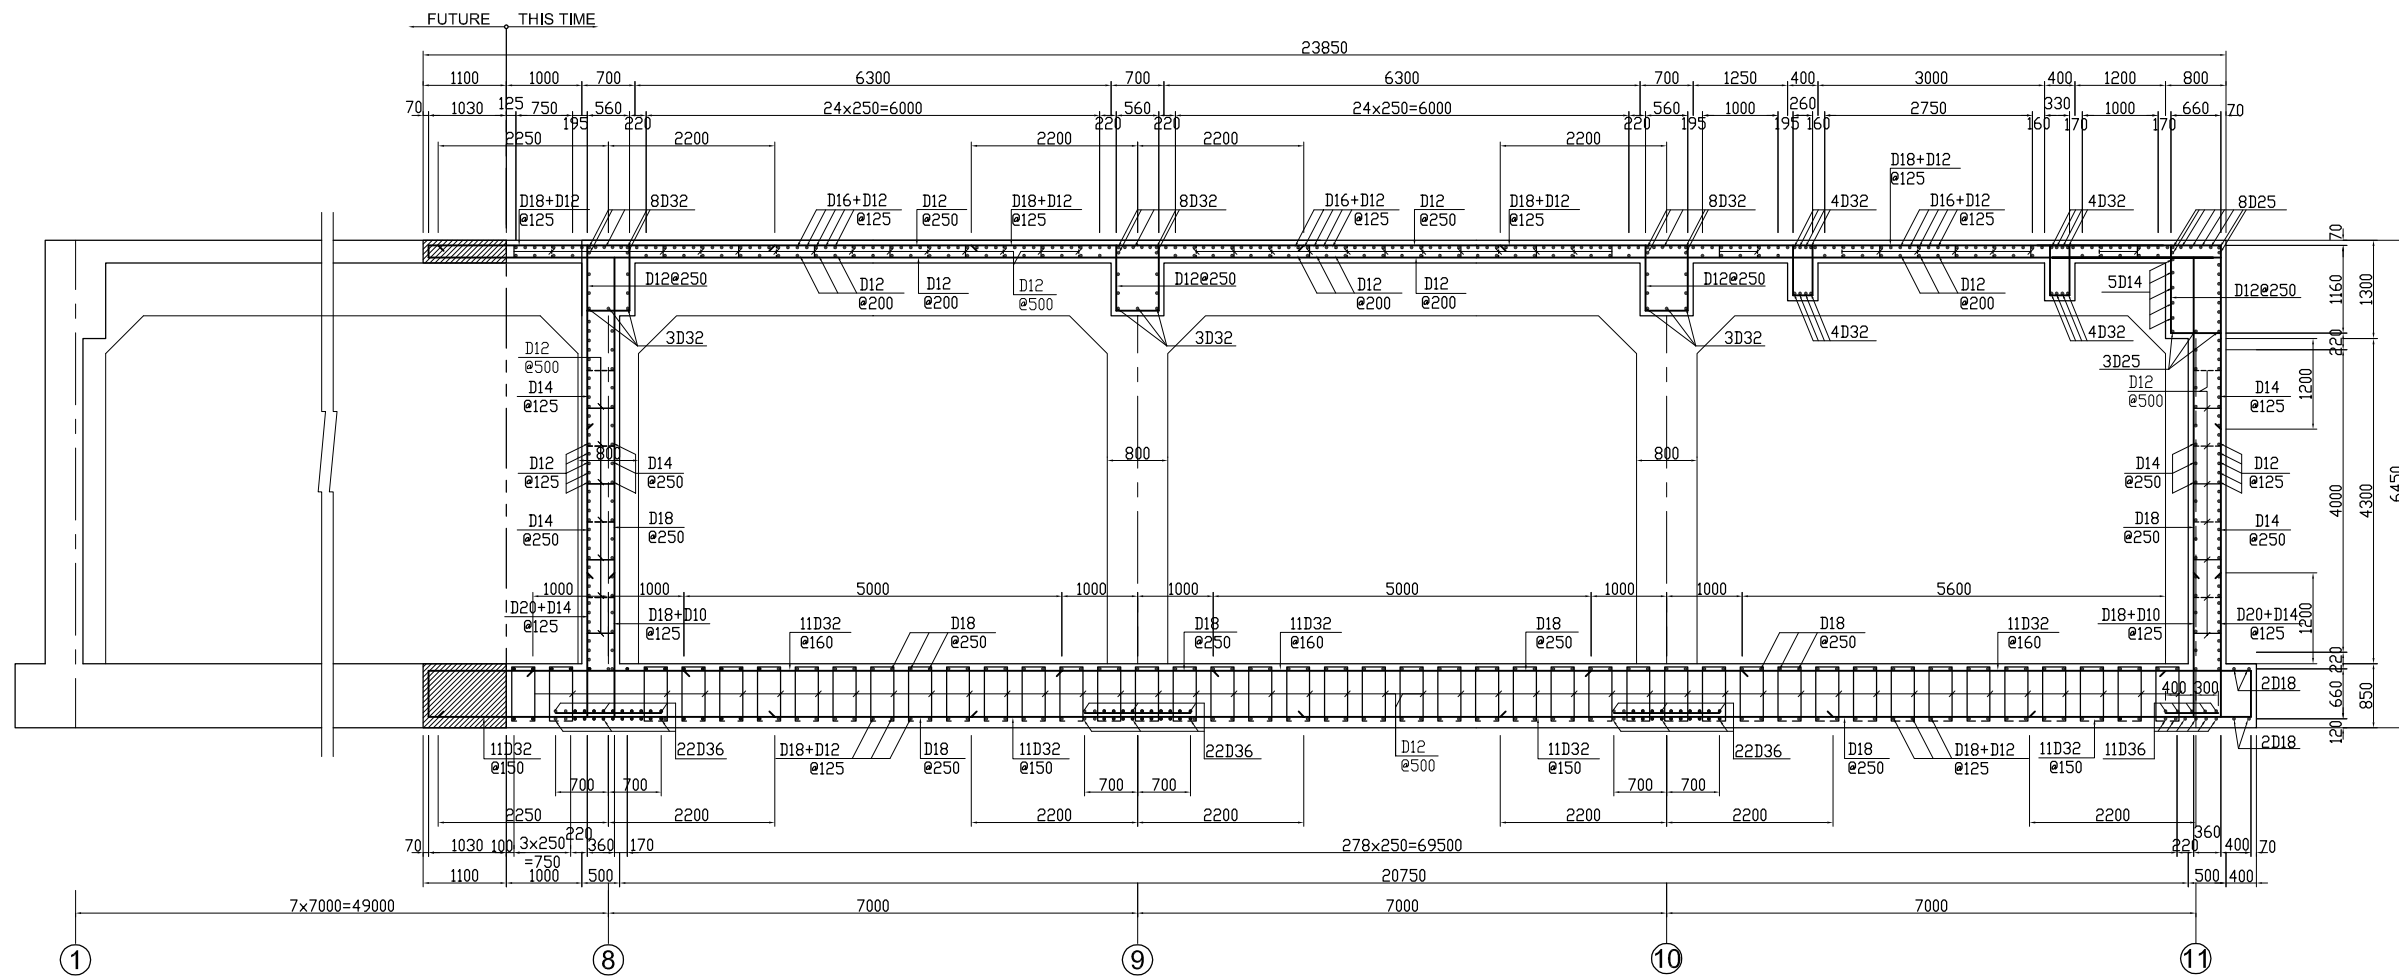 FUTURE THIS TIME
23850
1100 1000 700 6300 700 6300 700 1250 400 3000 400 1200 800
70 1030 125 750 195 560 220 24x250=6000 220 560 220 24x250=6000 220 560 195 1000 195 260 160 2750 160 330 170 1000 170 660 70
2250 2200 2200 2200 2200
D18+D12
@125
D18+D12
@125
8D32
D16+D12
@125
D12
@250
D18+D12
@125
8D32
D16+D12
@125
D12
@250
D18+D12
@125
8D32
4D32
D16+D12
@125
4D32
8D25
D12@250
D12
@200
D12
@200
D12
@500
D12@250
D12
@200
D12
@200
D12@250
D12
@200
5D14
D12@250
3D32
3D32
3D32
4D32
4D32
3D25
70
1160
1300
220
D12
@500
D14
@125
D12
@500
D14
@125
1200
800
800
800
D12
@125
D14
@250
D14
@250
D12
@125
4000
4300
6450
D14
@250
D18
@250
D18
@250
D14
@250
1000 1000 5000 1000 1000 5000 1000 1000 5600
D20+D14
@125
D18+D10
@125
11D32
@160
D18
@250
D18
@250
11D32
@160
D18
@250
D18
@250
11D32
@160
D18+D10
@125
D20+D14
@125
1200
220
660
850
120
400 300
2D18
2D18
11D32
@150
22D36
D18+D12
@125
D18
@250
11D32
@150
22D36
D12
@500
11D32
@150
22D36
D18
@250
D18+D12
@125
11D32
@150
11D36
700 700 700 700 700 700
2250 2200 2200 2200 2200 2200 2200
70 1030 100 3x250
=750
220 360 170 278x250=69500 220 360 400 70
1100 1000 500 20750 500 400
7x7000=49000 7000 7000 7000
1 8 9 10 11